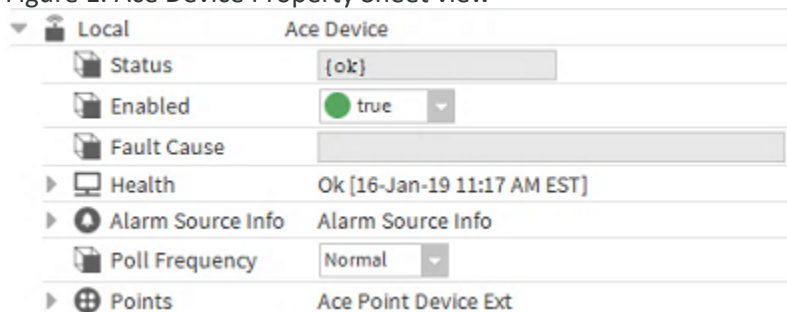 Figure 1. Ace Device Property Sheet view
Local Ace Device
Status {ok}
Enabled true
Fault Cause
Health Ok [16-Jan-19 11:17 AM EST]
Alarm Source Info Alarm Source Info
Poll Frequency Normal
Points Ace Point Device Ext